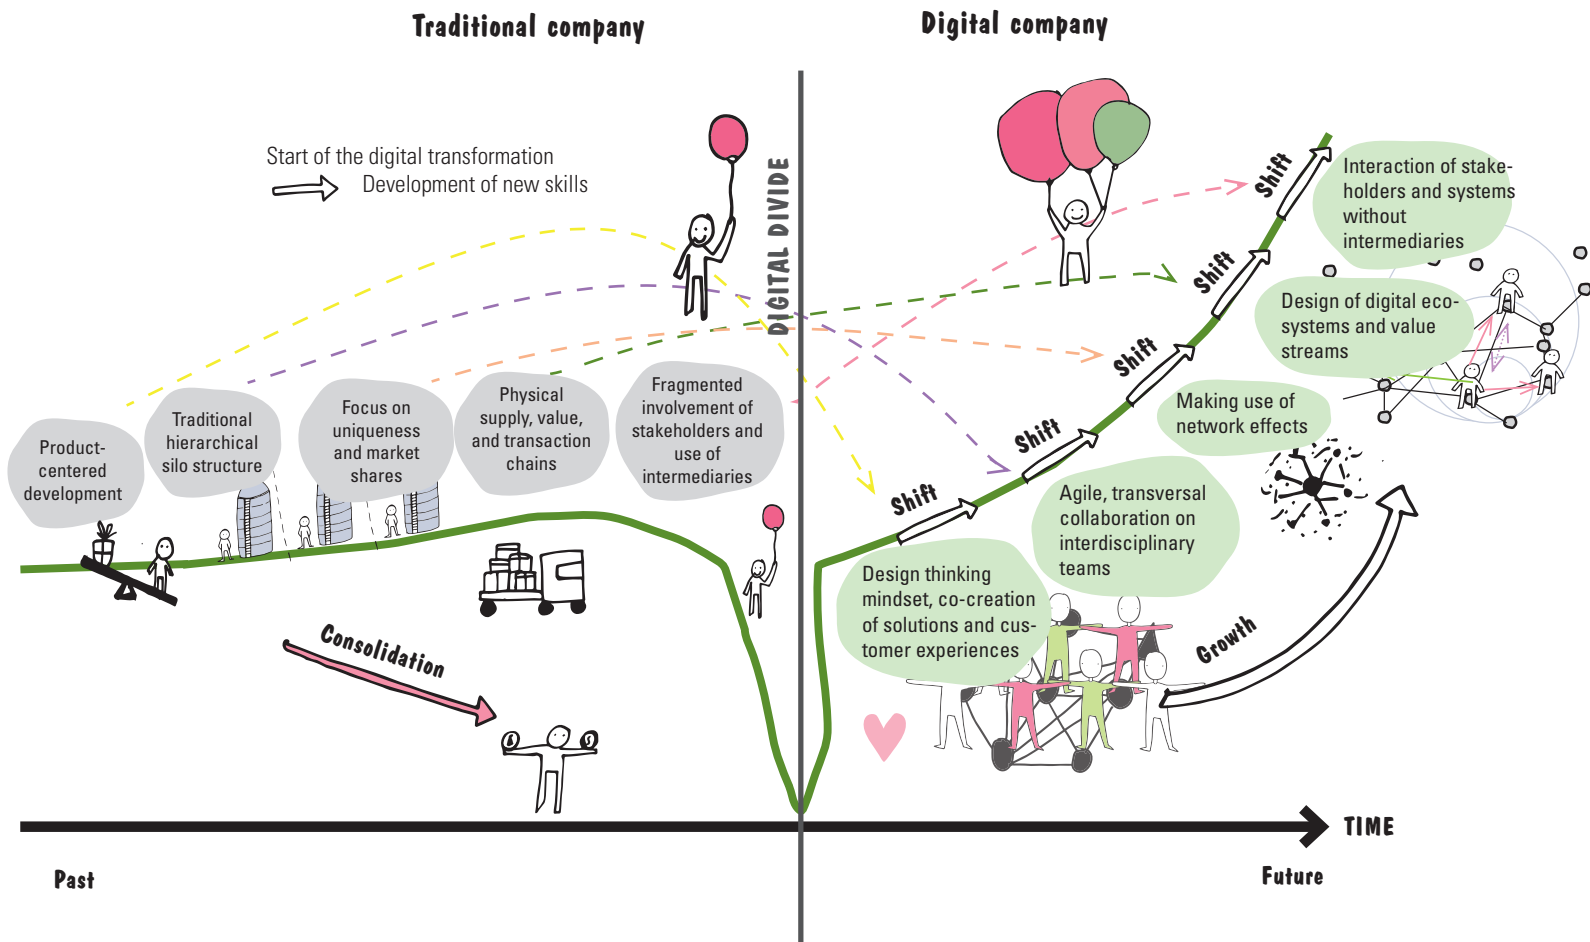 Traditional company
Digital company
Start of the digital transformation
Development of new skills
DIGITAL DIVIDE
Product-
centered
development
Traditional
hierarchical
silo structure
Focus on
uniqueness
and market
shares
Physical
supply, value,
and transaction
chains
Fragmented
involvement of
stakeholders and
use of
intermediaries
Consolidation
Shift
Shift
Shift
Shift
Shift
Design thinking
mindset, co-creation
of solutions and cus-
tomer experiences
Agile, transversal
collaboration on
interdisciplinary
teams
Making use of
network effects
Design of digital eco-
systems and value
streams
Interaction of stake-
holders and systems
without
intermediaries
Growth
TIME
Past
Future